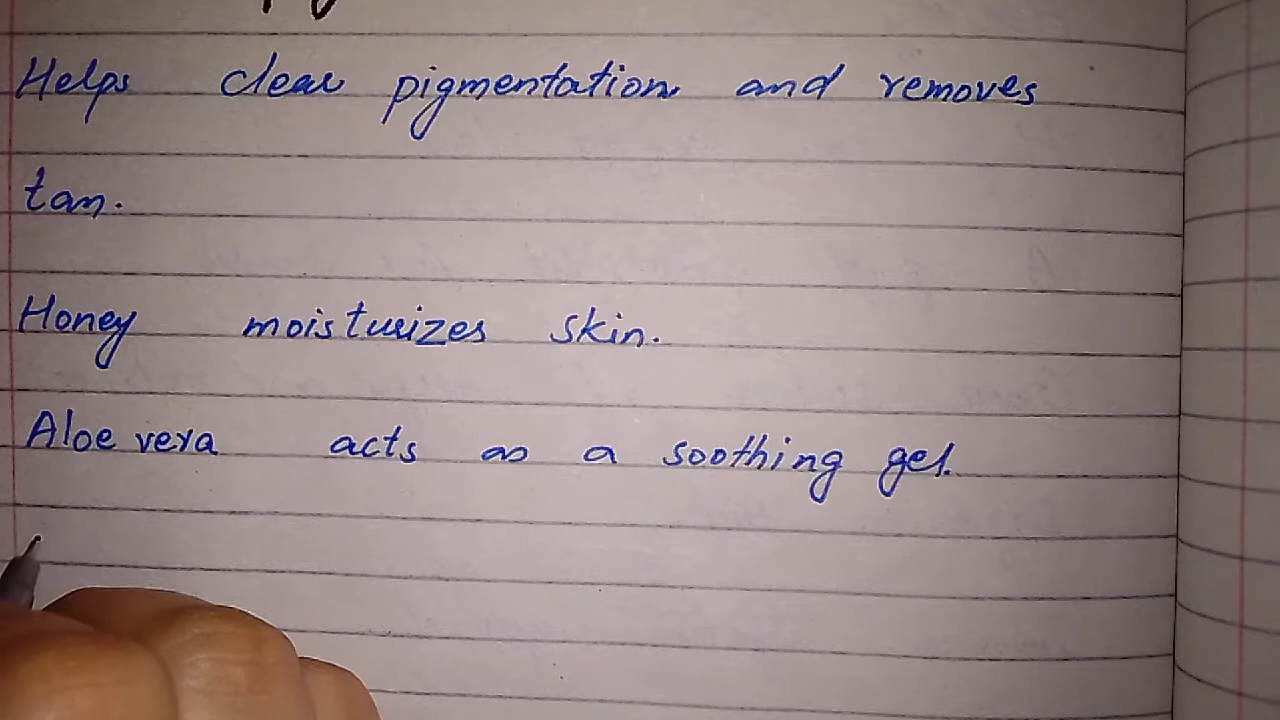 Helps clear pigmentation and removes
tan.
Honey moisturizes skin.
Aloe vera acts as a soothing gel.